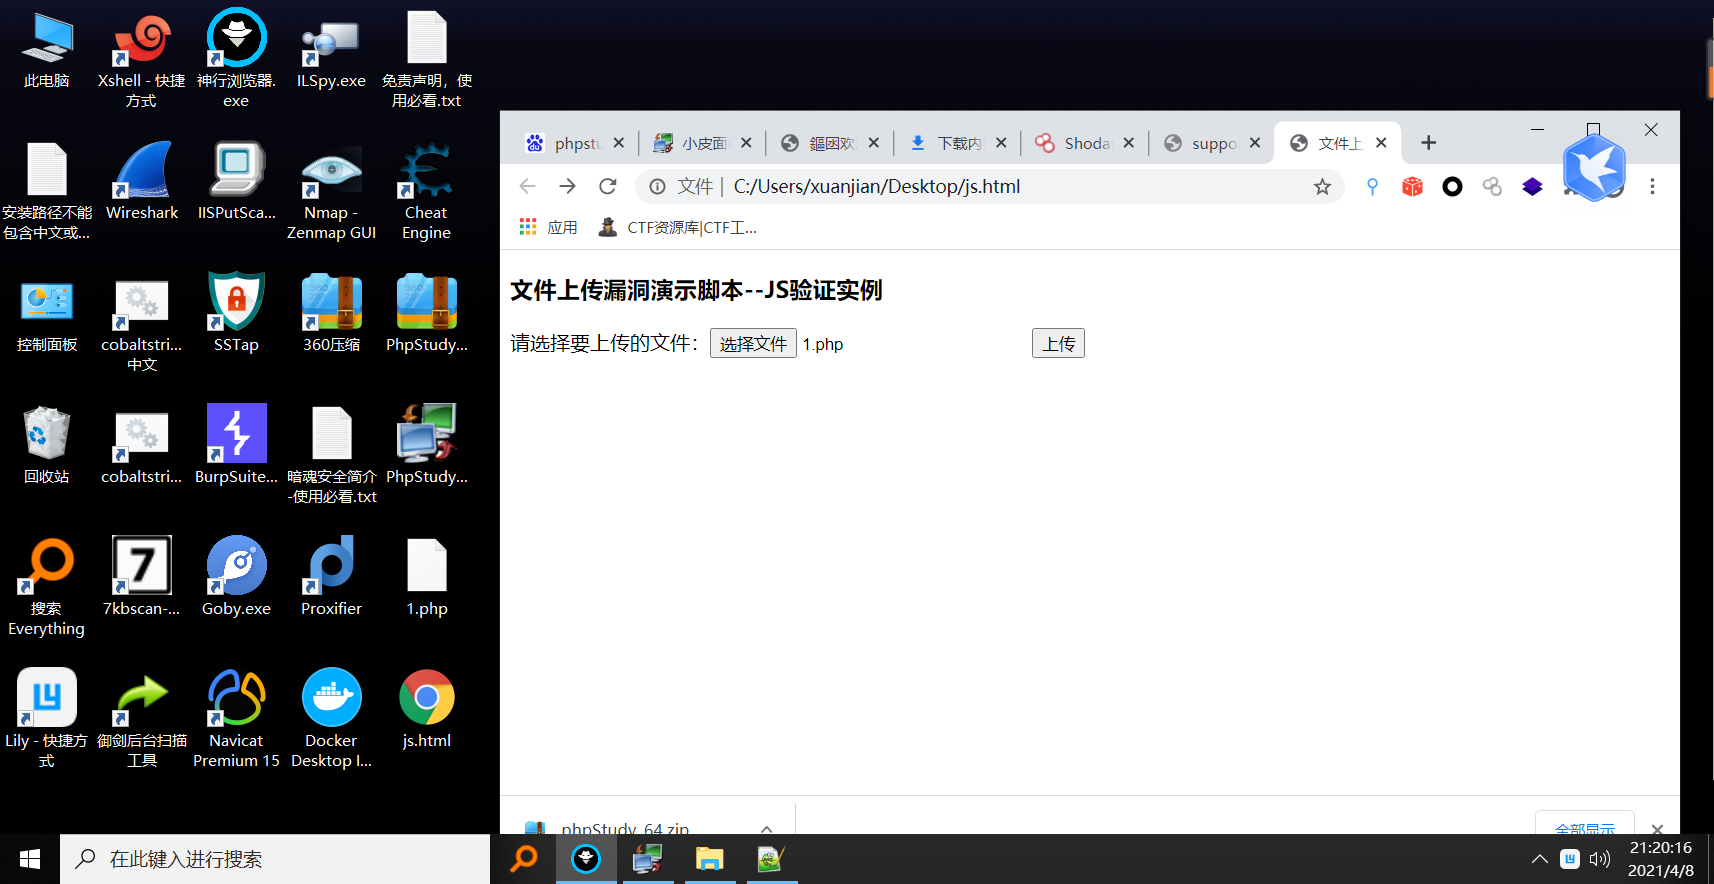 此电脑
Xshell - 快捷
方式
神行浏览器.
exe
ILSpy.exe
免责声明，使
用必看.txt
安装路径不能
包含中文或...
Wireshark
IISPutSca...
Nmap -
Zenmap GUI
Cheat
Engine
控制面板
cobaltstri...
中文
SSTap
360压缩
PhpStudy...
回收站
cobaltstri...
BurpSuite...
暗魂安全简介
-使用必看.txt
PhpStudy...
搜索
Everything
7kbscan-...
Goby.exe
Proxifier
1.php
Lily - 快捷方
式
御剑后台扫描
工具
Navicat
Premium 15
Docker
Desktop I...
js.html
phpstu
小皮面
鏂囦欢
下载内
Shoda
suppo
文件上
文件 | C:/Users/xuanjian/Desktop/js.html
应用
CTF资源库|CTF工...
文件上传漏洞演示脚本--JS验证实例
请选择要上传的文件：选择文件 1.php 上传
phpStudy_64.zip
全部显示
在此键入进行搜索
21:20:16
2021/4/8